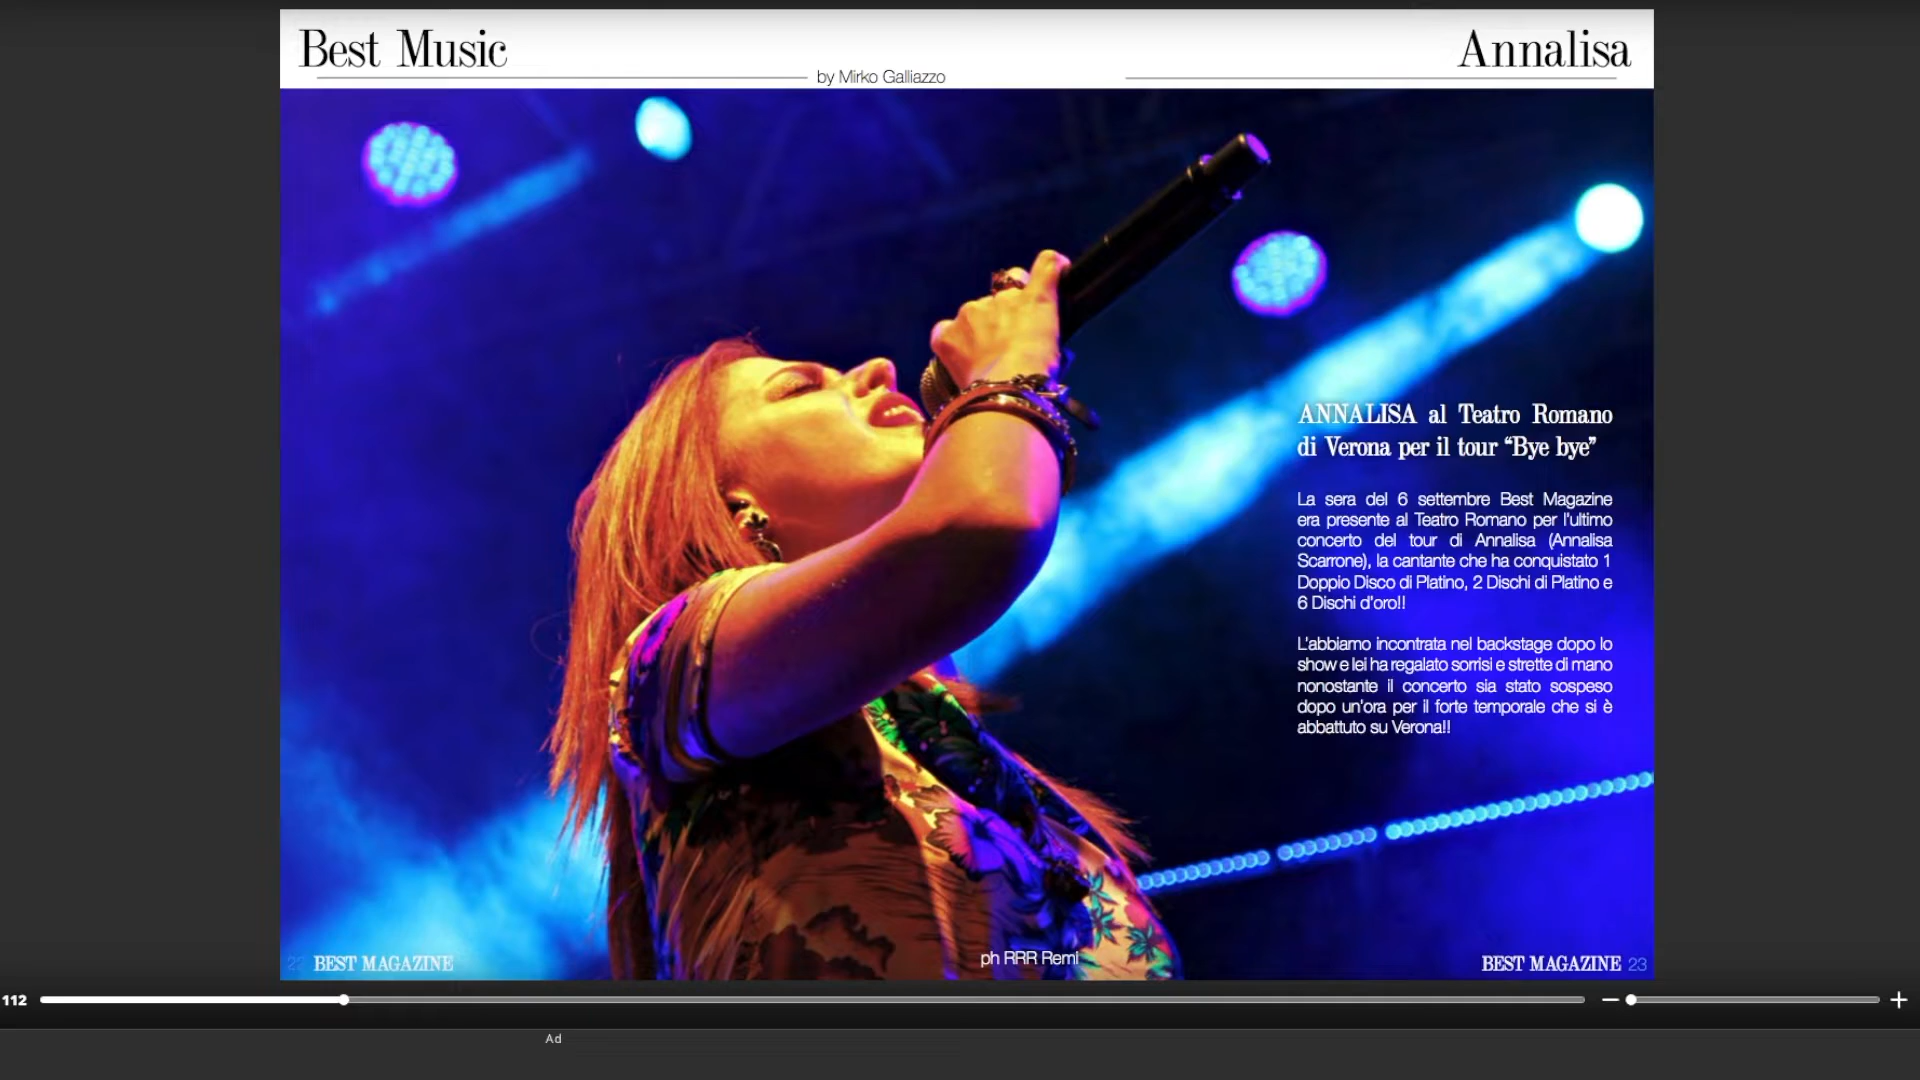 Best Music
Annalisa
by Mirko Galliazzo
ANNALISA al Teatro Romano
di Verona per il tour “Bye bye”
La sera del 6 settembre Best Magazine
era presente al Teatro Romano per l'ultimo
concerto del tour di Annalisa (Annalisa
Scarrone), la cantante che ha conquistato 1
Doppio Disco di Platino, 2 Dischi di Platino e
6 Dischi d'oro!!
L'abbiamo incontrata nel backstage dopo lo
show e lei ha regalato sorrisi e strette di mano
nonostante il concerto sia stato sospeso
dopo un'ora per il forte temporale che si è
abbattuto su Verona!!
22 BEST MAGAZINE
ph RRR Remi
BEST MAGAZINE 23
112
Ad